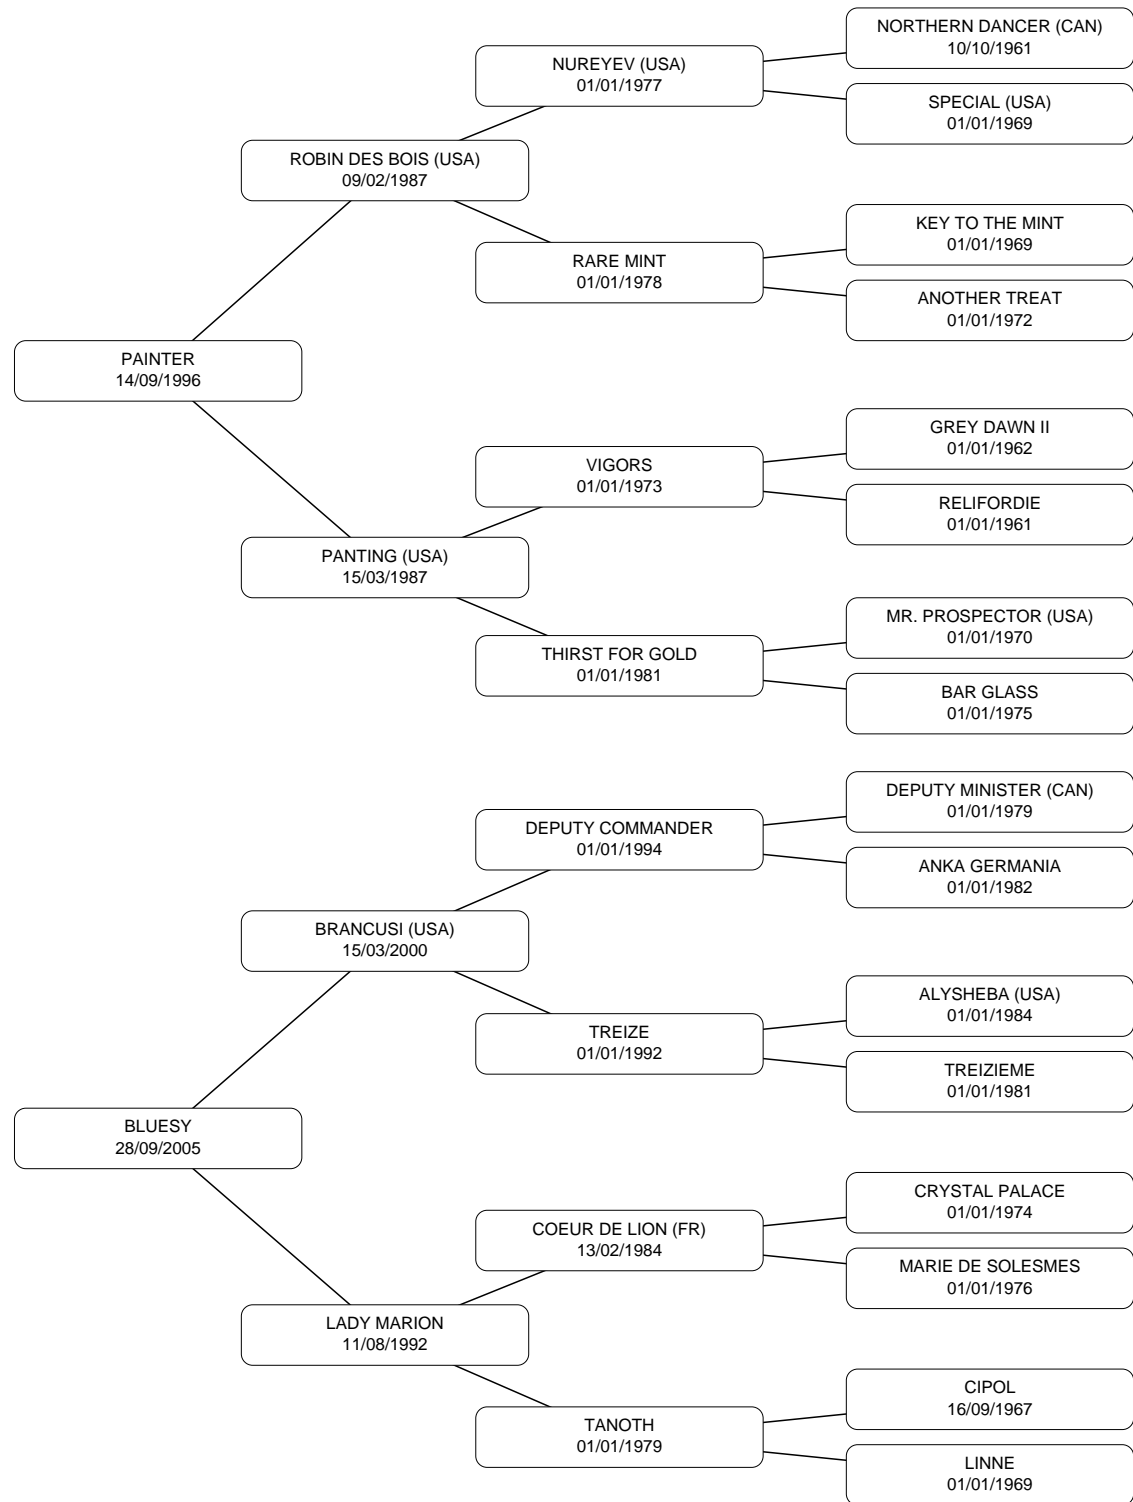 NORTHERN DANCER (CAN)
10/10/1961
NUREYEV (USA)
01/01/1977
SPECIAL (USA)
01/01/1969
ROBIN DES BOIS (USA)
09/02/1987
KEY TO THE MINT
01/01/1969
RARE MINT
01/01/1978
ANOTHER TREAT
01/01/1972
PAINTER
14/09/1996
GREY DAWN II
01/01/1962
VIGORS
01/01/1973
RELIFORDIE
01/01/1961
PANTING (USA)
15/03/1987
MR. PROSPECTOR (USA)
01/01/1970
THIRST FOR GOLD
01/01/1981
BAR GLASS
01/01/1975
DEPUTY MINISTER (CAN)
01/01/1979
DEPUTY COMMANDER
01/01/1994
ANKA GERMANIA
01/01/1982
BRANCUSI (USA)
15/03/2000
ALYSHEBA (USA)
01/01/1984
TREIZE
01/01/1992
TREIZIEME
01/01/1981
BLUESY
28/09/2005
CRYSTAL PALACE
01/01/1974
COEUR DE LION (FR)
13/02/1984
MARIE DE SOLESMES
01/01/1976
LADY MARION
11/08/1992
CIPOL
16/09/1967
TANOTH
01/01/1979
LINNE
01/01/1969